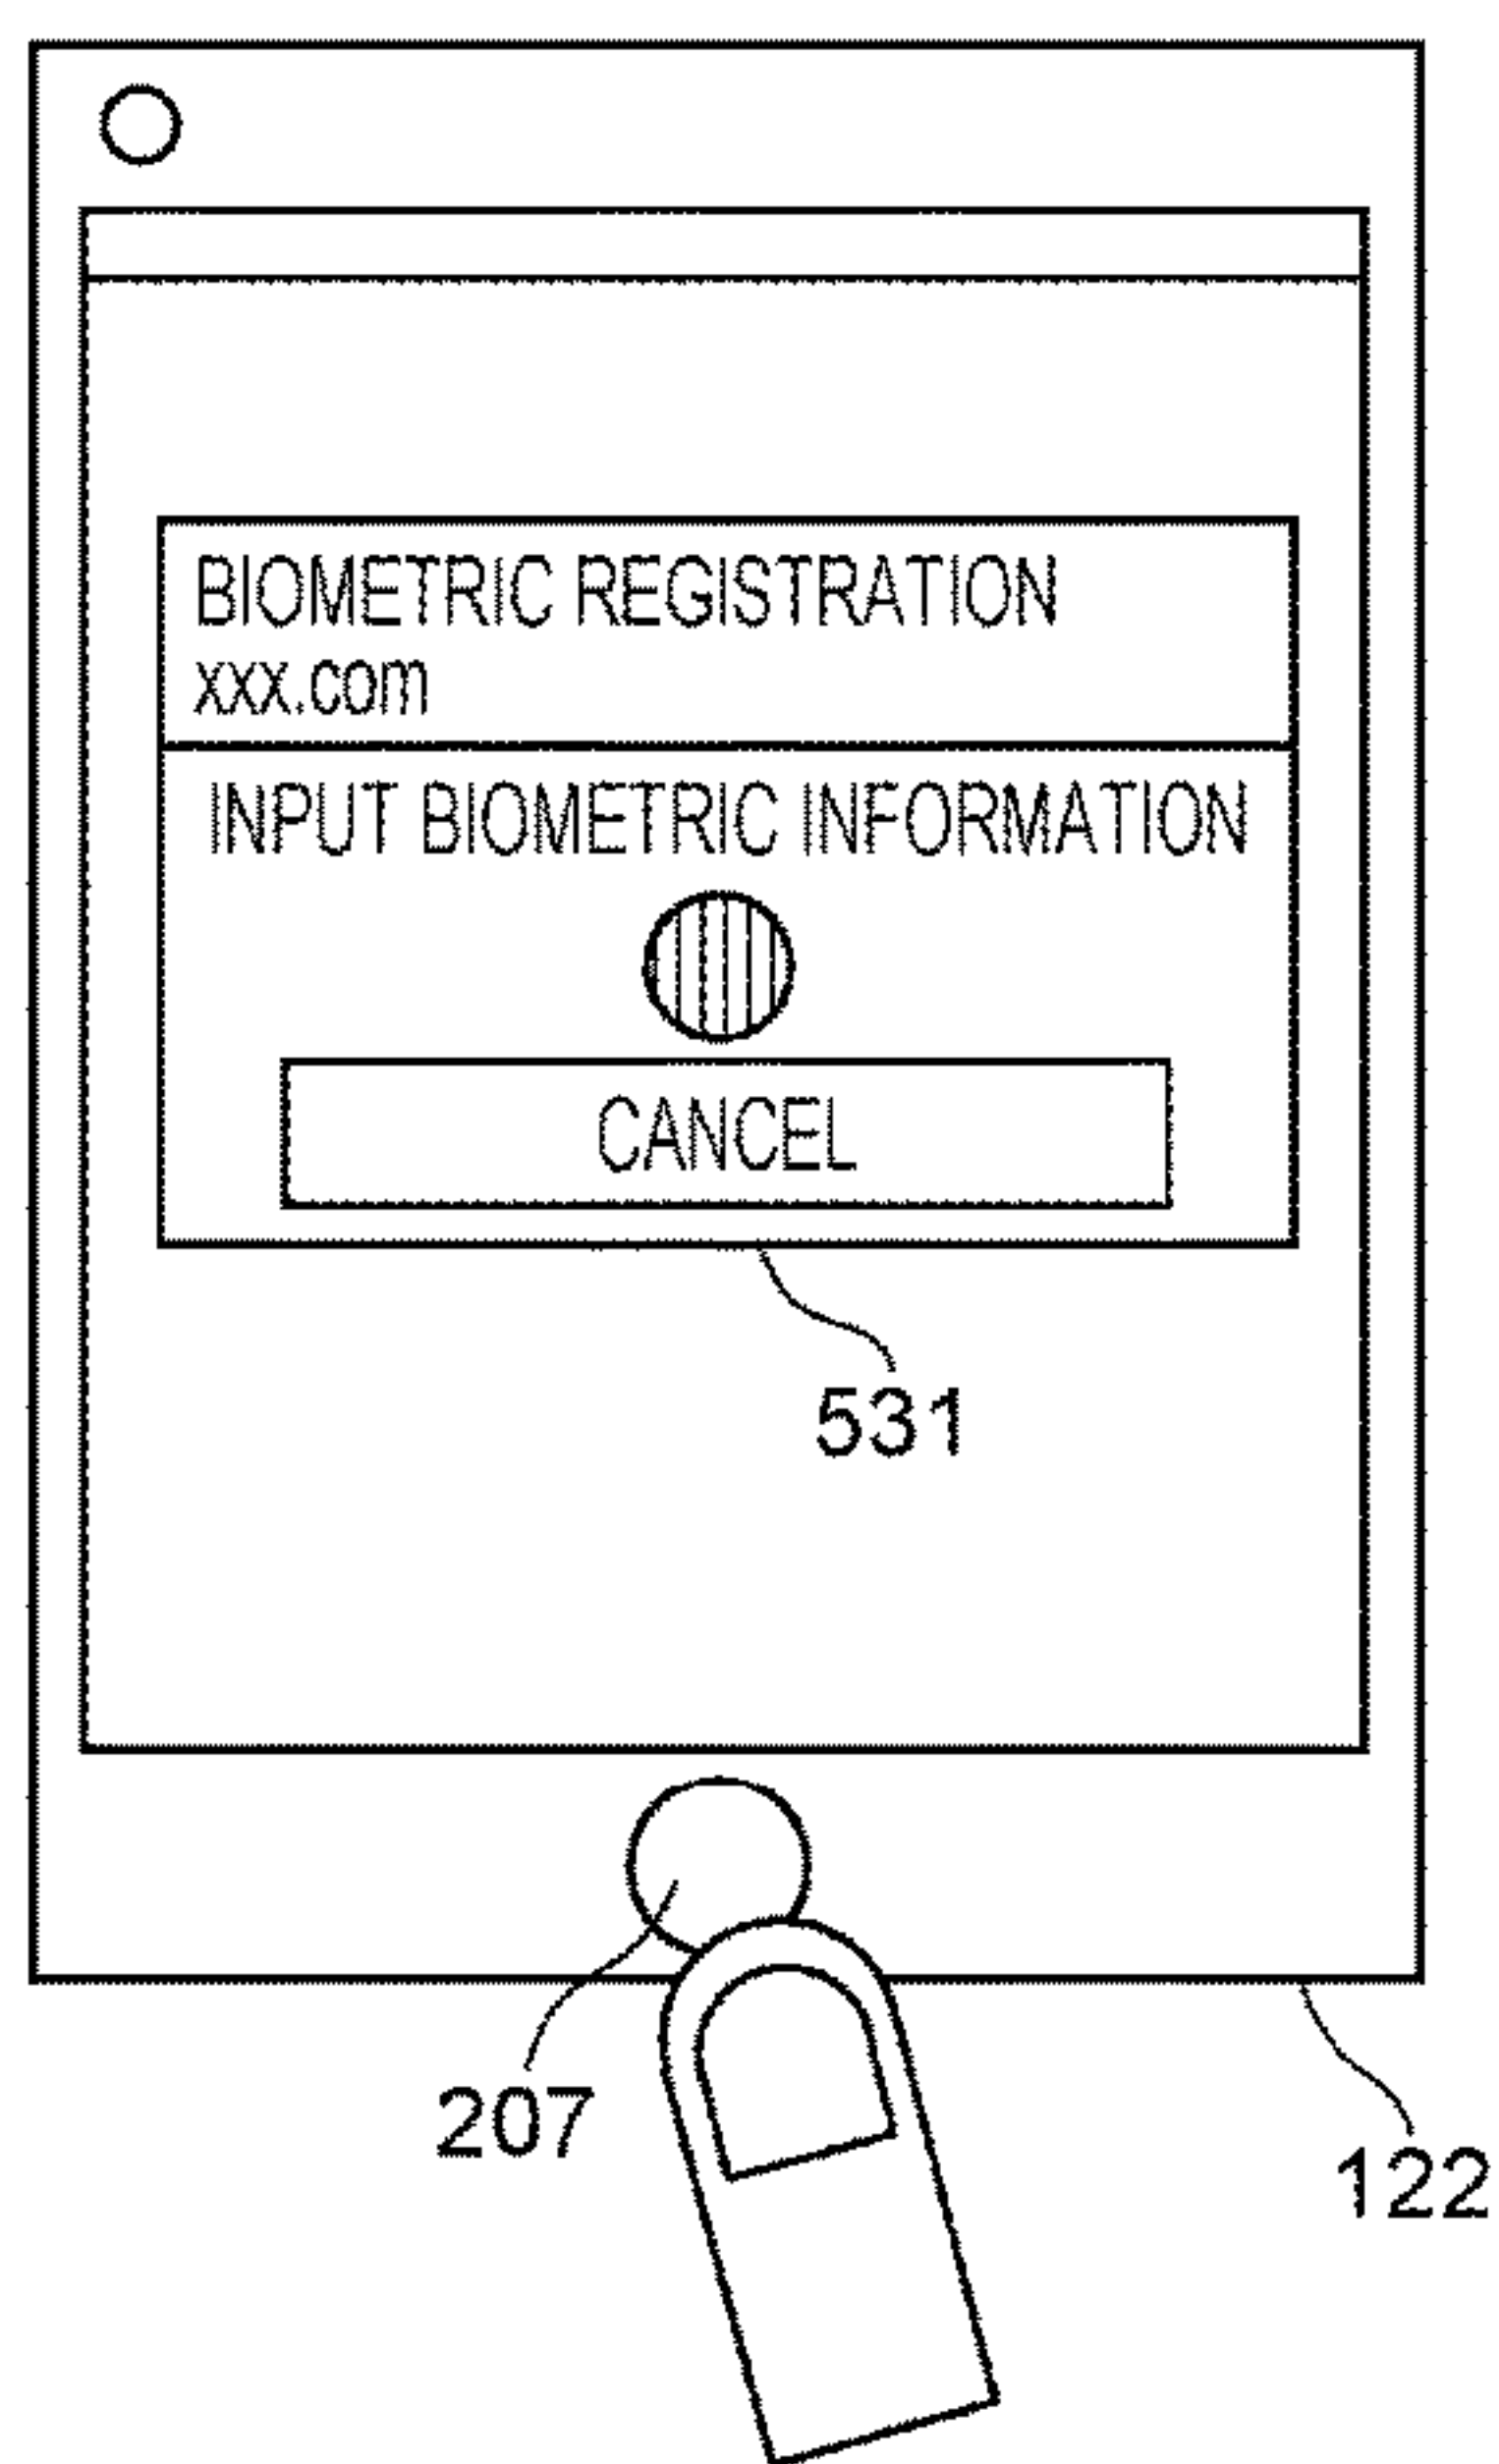 BIOMETRIC REGISTRATION
xxx.com
INPUT BIOMETRIC INFORMATION
CANCEL
531
207
122